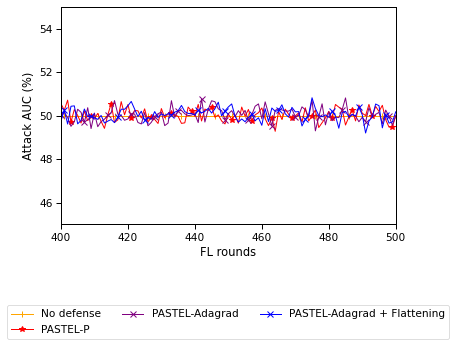 Attack AUC (%)
54
52
50
48
46
400
420
440
460
480
500
FL rounds
No defense
PASTEL-P
PASTEL-Adagrad
PASTEL-Adagrad + Flattening